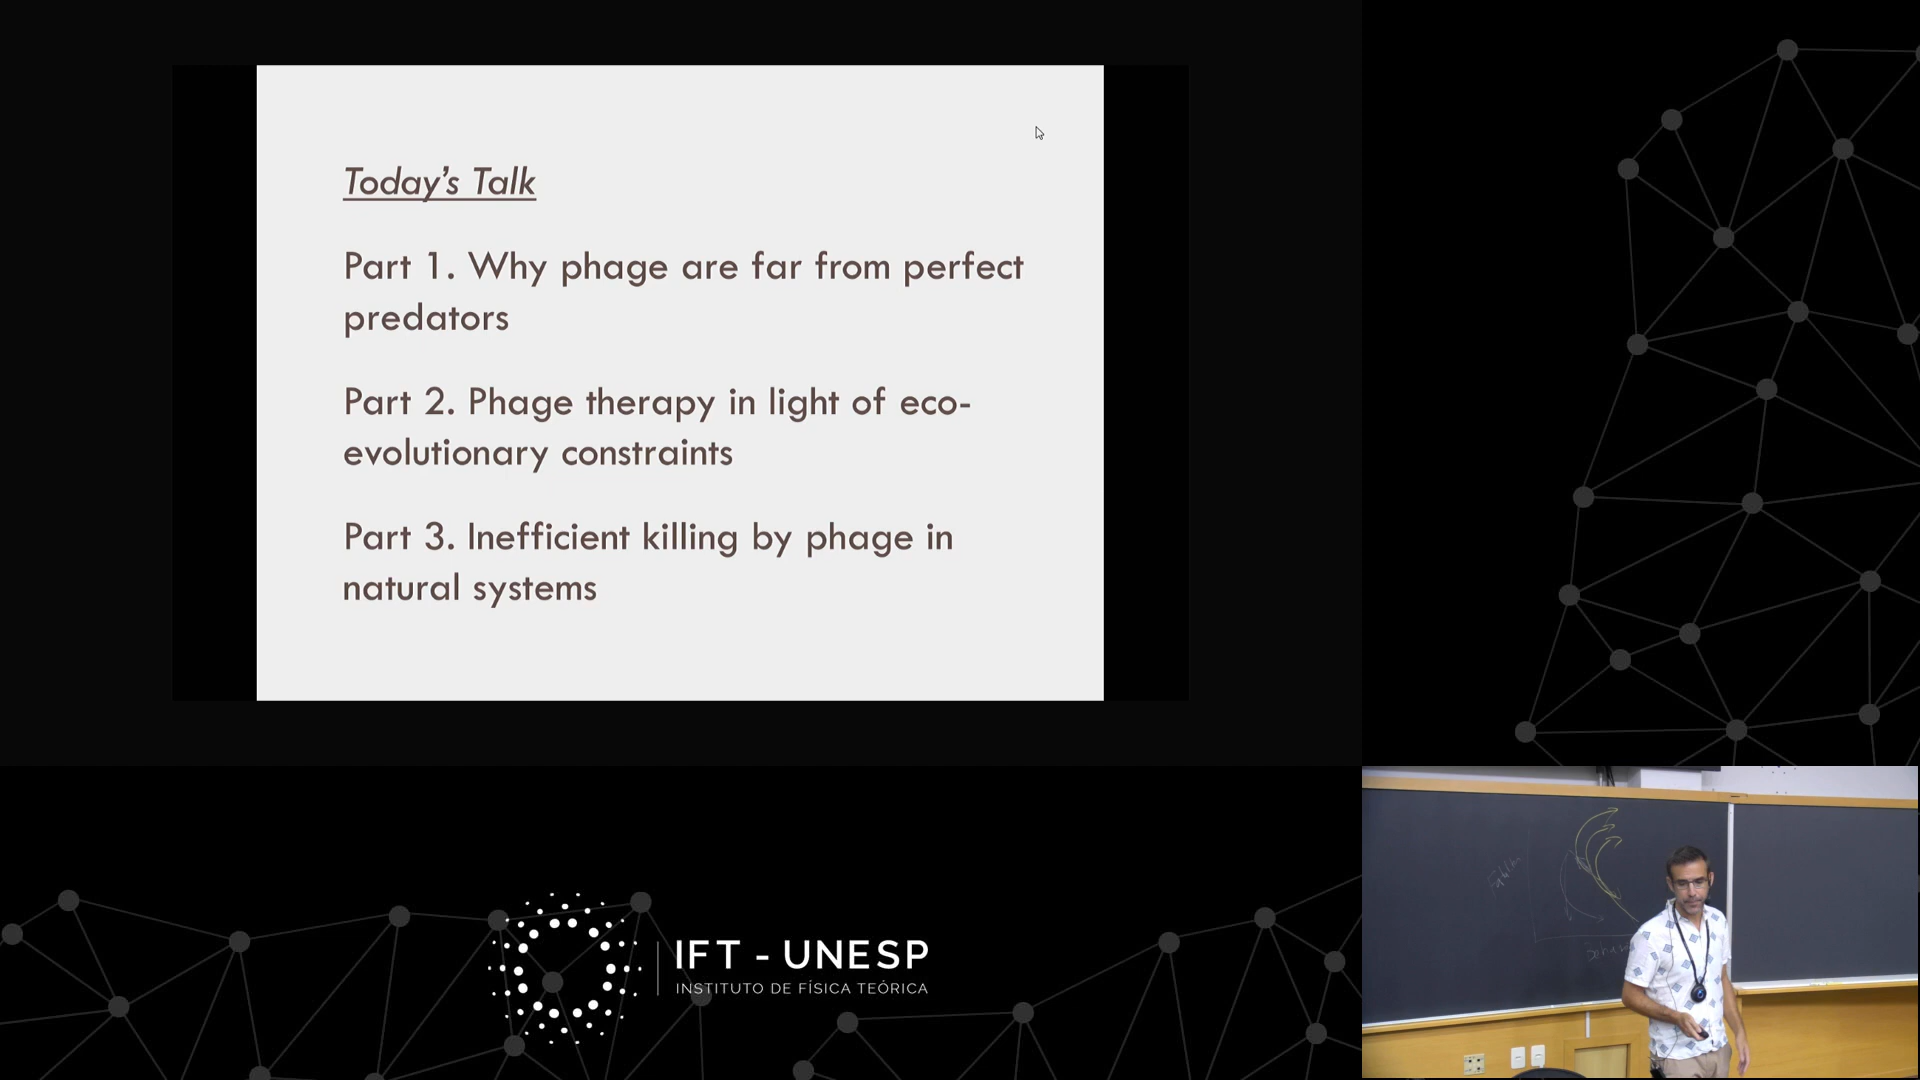 Today's Talk
Part 1. Why phage are far from perfect
predators
Part 2. Phage therapy in light of eco-
evolutionary constraints
Part 3. Inefficient killing by phage in
natural systems
IFT - UNESP
INSTITUTO DE FÍSICA TEÓRICA